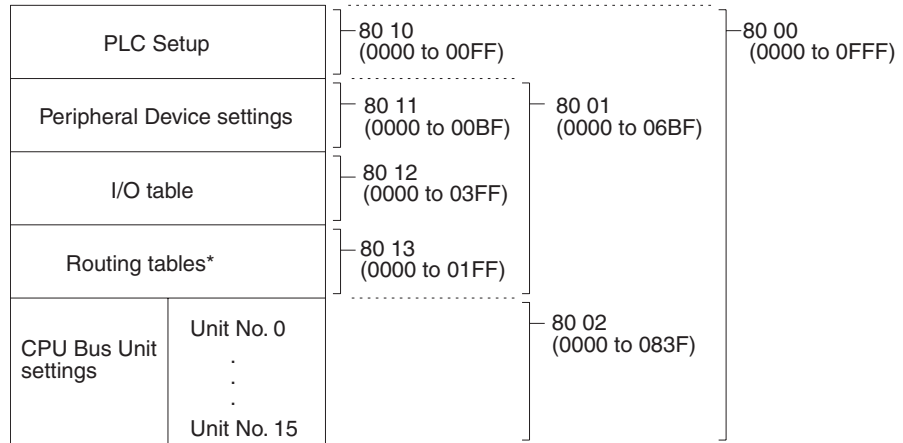 PLC Setup
80 10
(0000 to 00FF)
80 00
(0000 to 0FFF)
Peripheral Device settings
80 11
(0000 to 00BF)
80 01
(0000 to 06BF)
I/O table
80 12
(0000 to 03FF)
Routing tables*
80 13
(0000 to 01FF)
CPU Bus Unit
settings
Unit No. 0
.
.
.
Unit No. 15
80 02
(0000 to 083F)